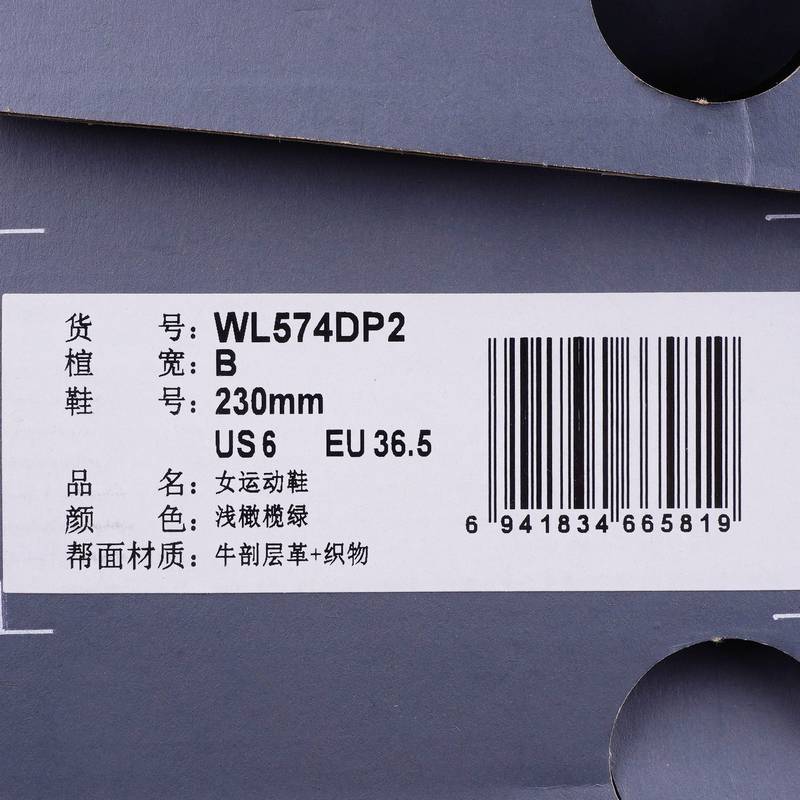 货 号: WL574DP2
楦 宽: B
鞋 号: 230mm
US 6 EU 36.5
品 名: 女运动鞋
颜 色: 浅橄榄绿
帮面材质: 牛剖层革+织物
6 941834 665819